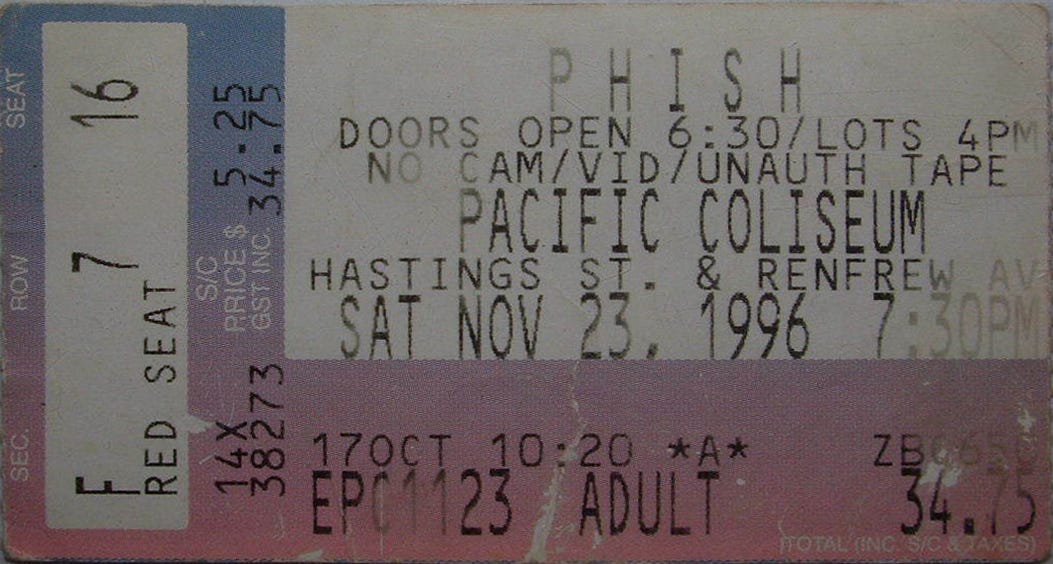 SEAT 16
ROW 7
SEC. F
RED SEAT
S/C 5.25
PRICE $
GST INC. 34.75
14X
38273
PHISH
DOORS OPEN 6:30/LOTS 4PM
NO CAM/VID/UNAUTH TAPE
PACIFIC COLISEUM
HASTINGS ST. & RENFREW AV
SAT NOV 23, 1996 7:30PM
17OCT 10:20 *A*
EPC1123 ADULT 34.75
TOTAL (INC. S/C & TAXES)